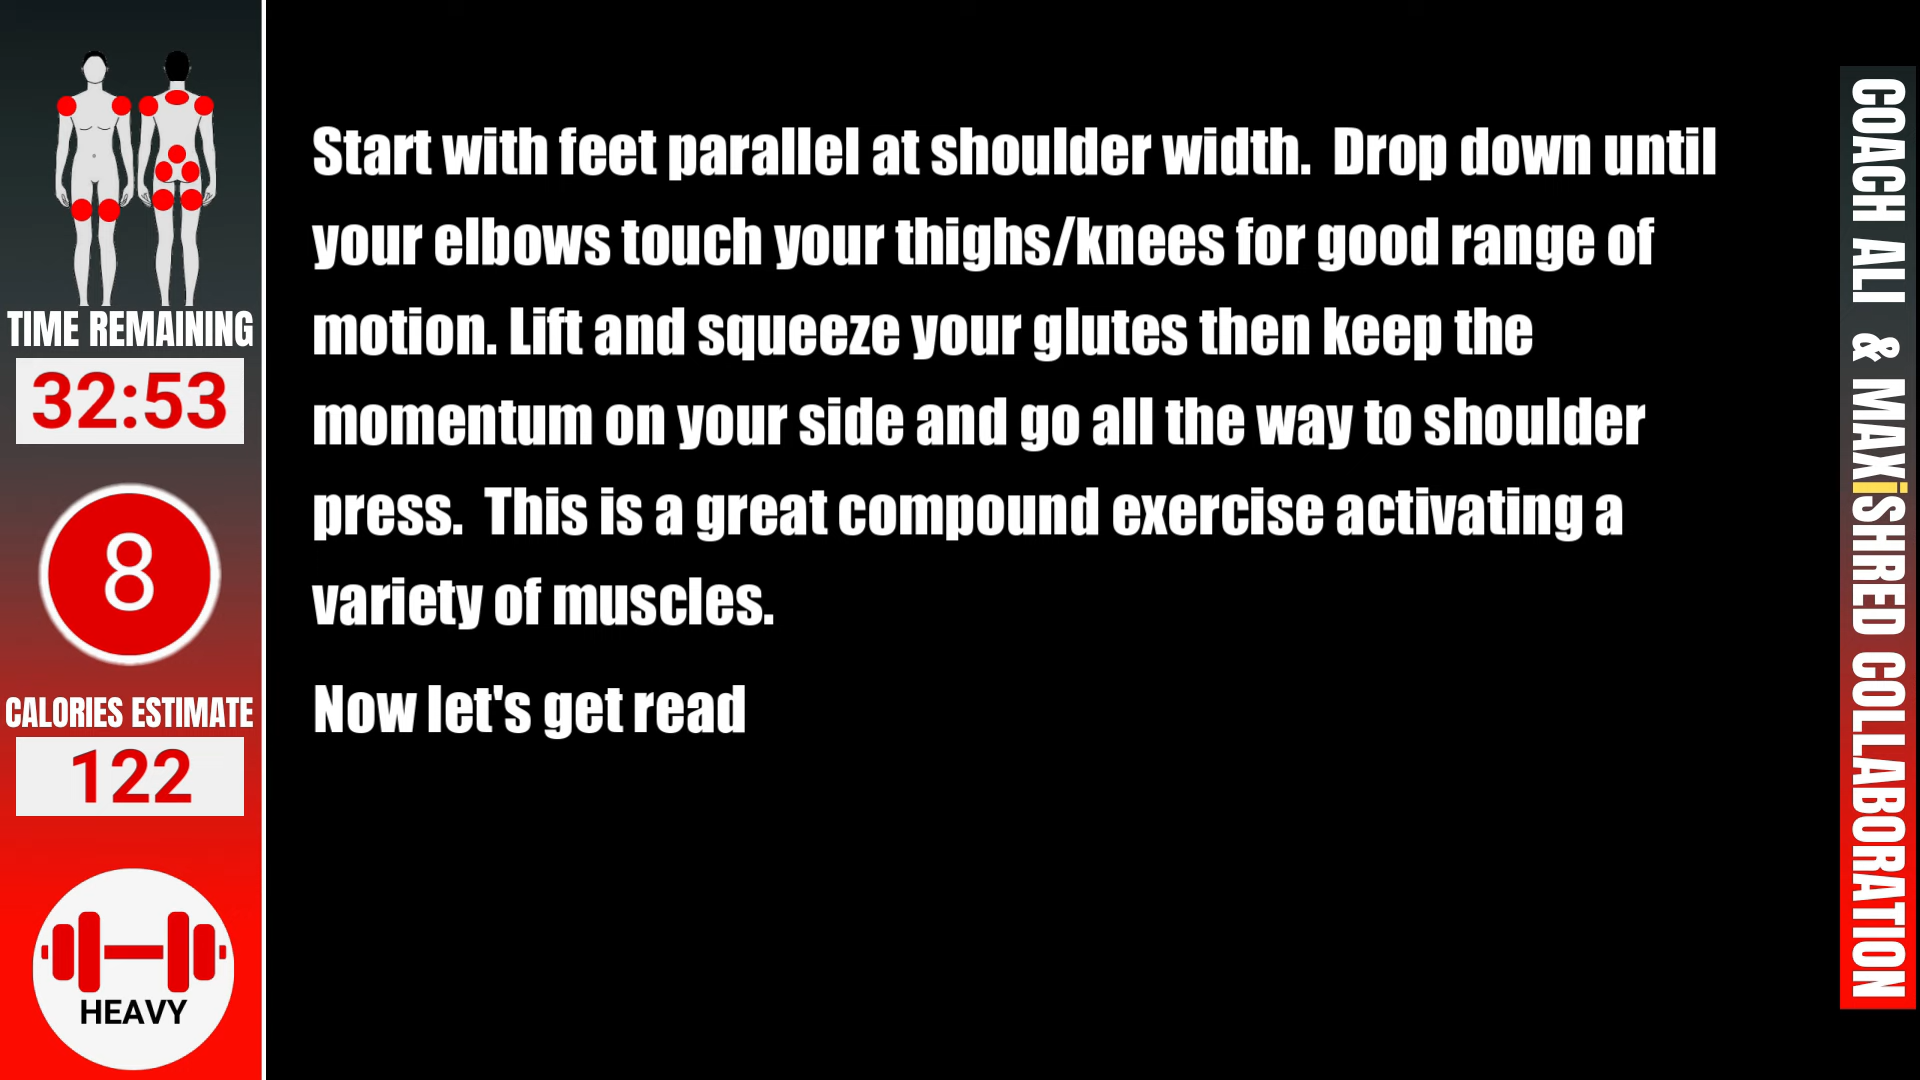 TIME REMAINING
32:53
8
CALORIES ESTIMATE
122
HEAVY
Start with feet parallel at shoulder width.  Drop down until
your elbows touch your thighs/knees for good range of
motion. Lift and squeeze your glutes then keep the
momentum on your side and go all the way to shoulder
press.  This is a great compound exercise activating a
variety of muscles.
Now let's get read
COACH ALI & MAXiSHRED COLLABORATION